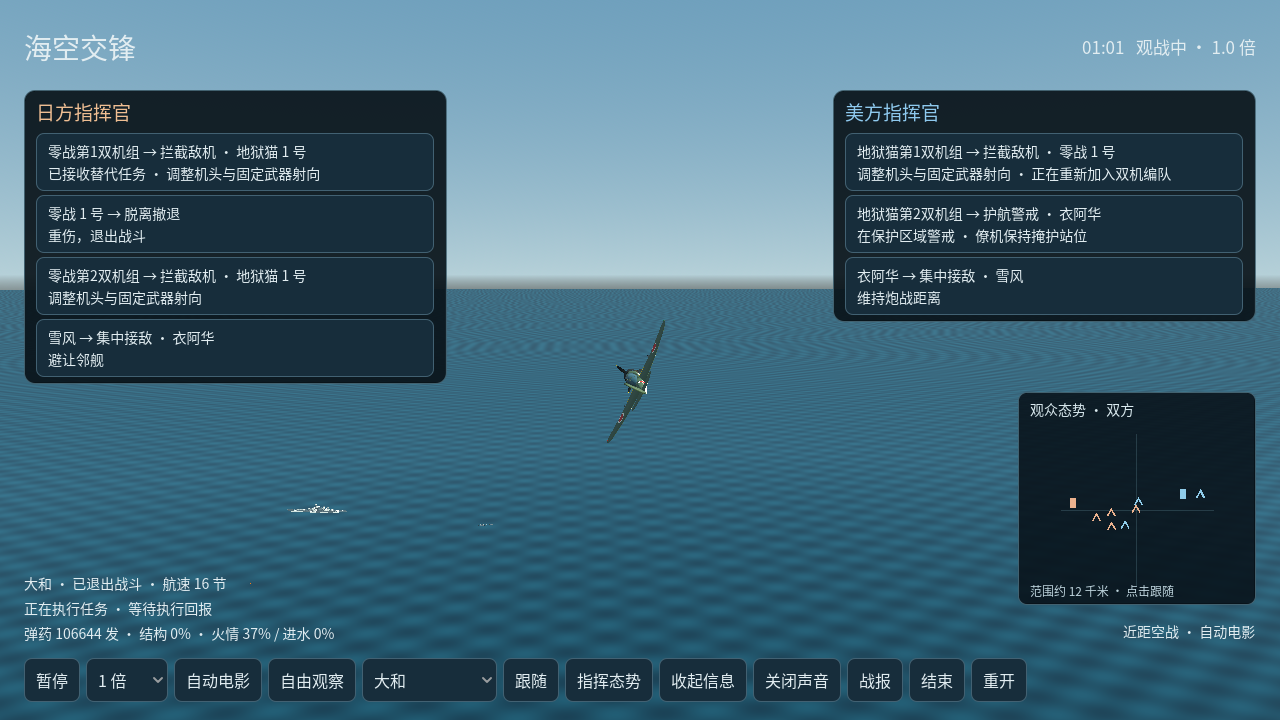 海空交锋
01:01 观战中 · 1.0 倍
日方指挥官
零战第1双机组 → 拦截敌机 · 地狱猫 1 号
已接收替代任务 · 调整机头与固定武器射向
零战 1 号 → 脱离撤退
重伤，退出战斗
零战第2双机组 → 拦截敌机 · 地狱猫 1 号
调整机头与固定武器射向
雪风 → 集中接敌 · 衣阿华
避让邻舰
美方指挥官
地狱猫第1双机组 → 拦截敌机 · 零战 1 号
调整机头与固定武器射向 · 正在重新加入双机编队
地狱猫第2双机组 → 护航警戒 · 衣阿华
在保护区域警戒 · 僚机保持掩护站位
衣阿华 → 集中接敌 · 雪风
维持炮战距离
观众态势 · 双方
范围约 12 千米 · 点击跟随
大和 · 已退出战斗 · 航速 16 节
正在执行任务 · 等待执行回报
弹药 106644 发 · 结构 0% · 火情 37% / 进水 0%
近距空战 · 自动电影
暂停 1 倍 自动电影 自由观察 大和 跟随 指挥态势 收起信息 关闭声音 战报 结束 重开